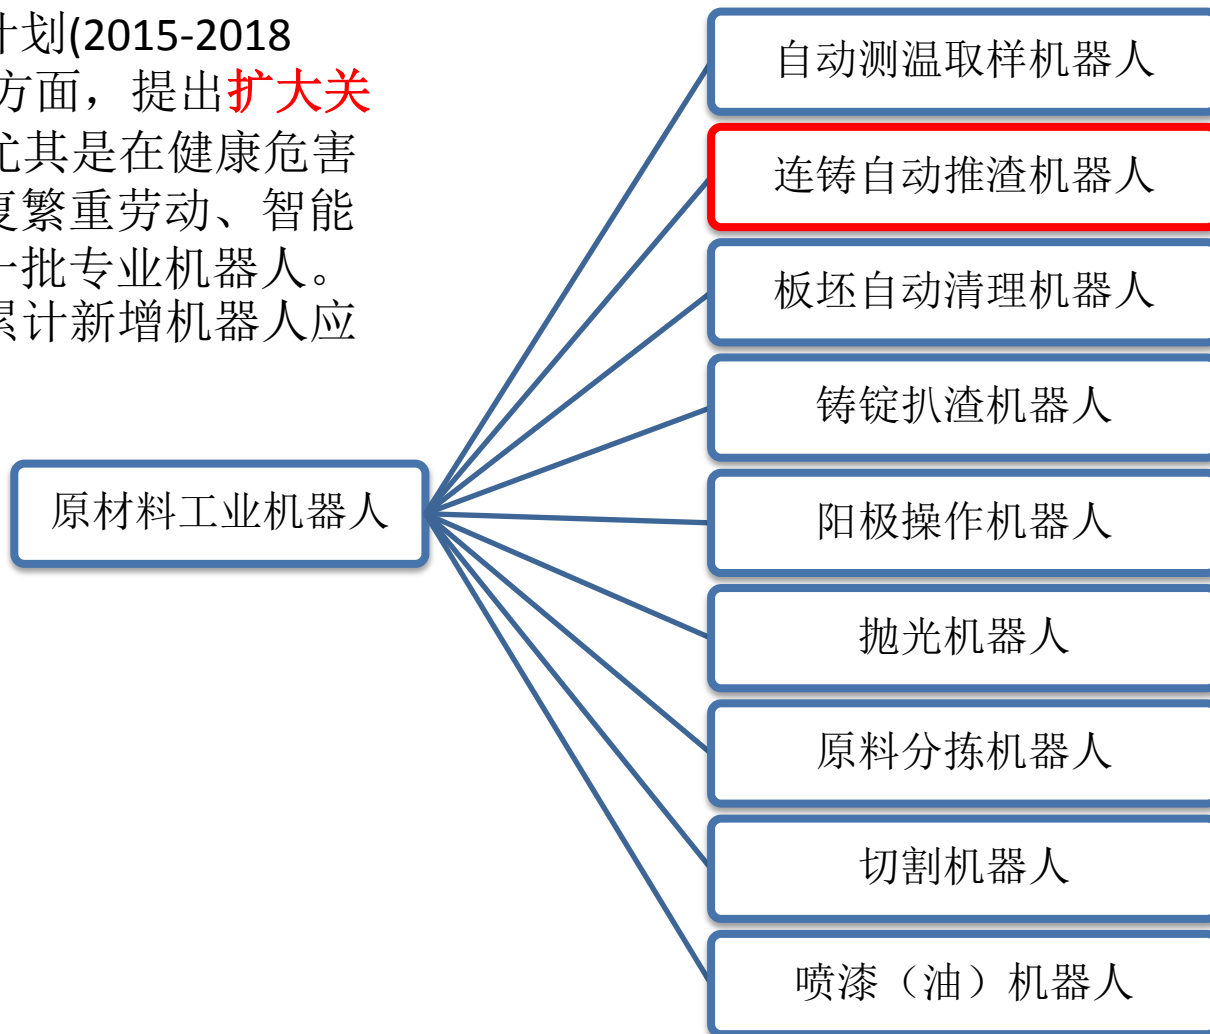 计划(2015-2018
方面，提出扩大关
尤其是在健康危害
复繁重劳动、智能
一批专业机器人。
累计新增机器人应
原材料工业机器人
自动测温取样机器人
连铸自动推渣机器人
板坯自动清理机器人
铸锭扒渣机器人
阳极操作机器人
抛光机器人
原料分拣机器人
切割机器人
喷漆（油）机器人